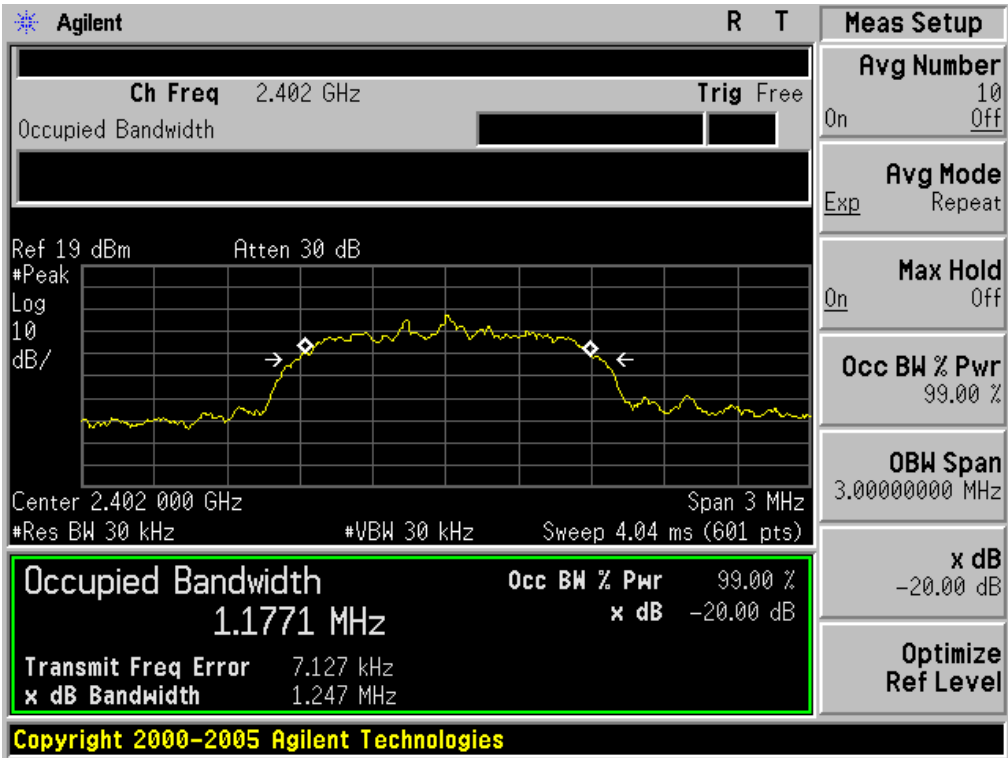 Agilent R T
Ch Freq 2.402 GHz Trig Free
Occupied Bandwidth
Ref 19 dBm Atten 30 dB
#Peak
Log
10
dB/
Center 2.402 000 GHz Span 3 MHz
#Res BW 30 kHz #VBW 30 kHz Sweep 4.04 ms (601 pts)
Occupied Bandwidth Occ BW % Pwr 99.00 %
1.1771 MHz x dB -20.00 dB
Transmit Freq Error 7.127 kHz
x dB Bandwidth 1.247 MHz
Copyright 2000-2005 Agilent Technologies
Meas Setup
Avg Number
10
On Off
Avg Mode
Exp Repeat
Max Hold
On Off
Occ BW % Pwr
99.00 %
OBW Span
3.00000000 MHz
x dB
-20.00 dB
Optimize
Ref Level